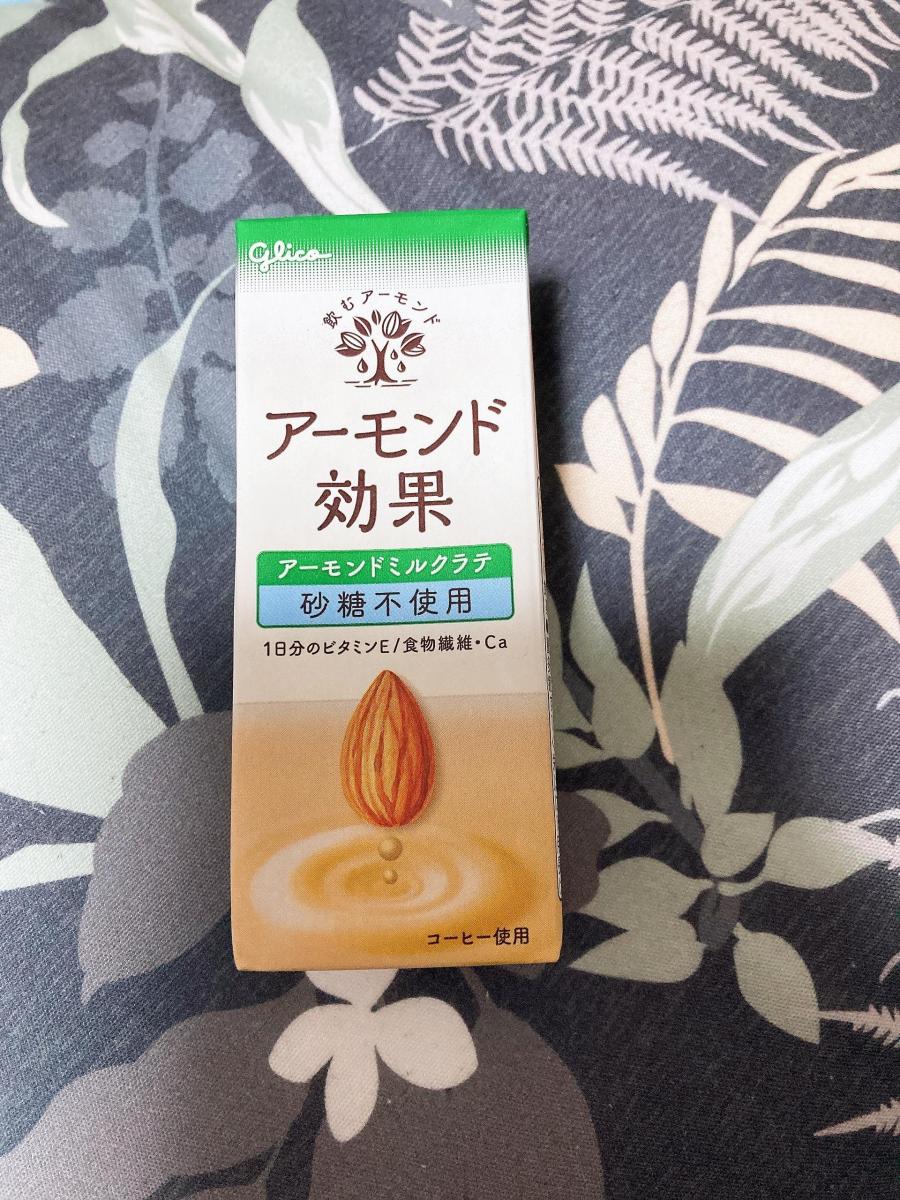 Glico
飲むアーモンド
アーモンド
効果
アーモンドミルクラテ
砂糖不使用
1日分のビタミンE/食物繊維・Ca
コーヒー使用